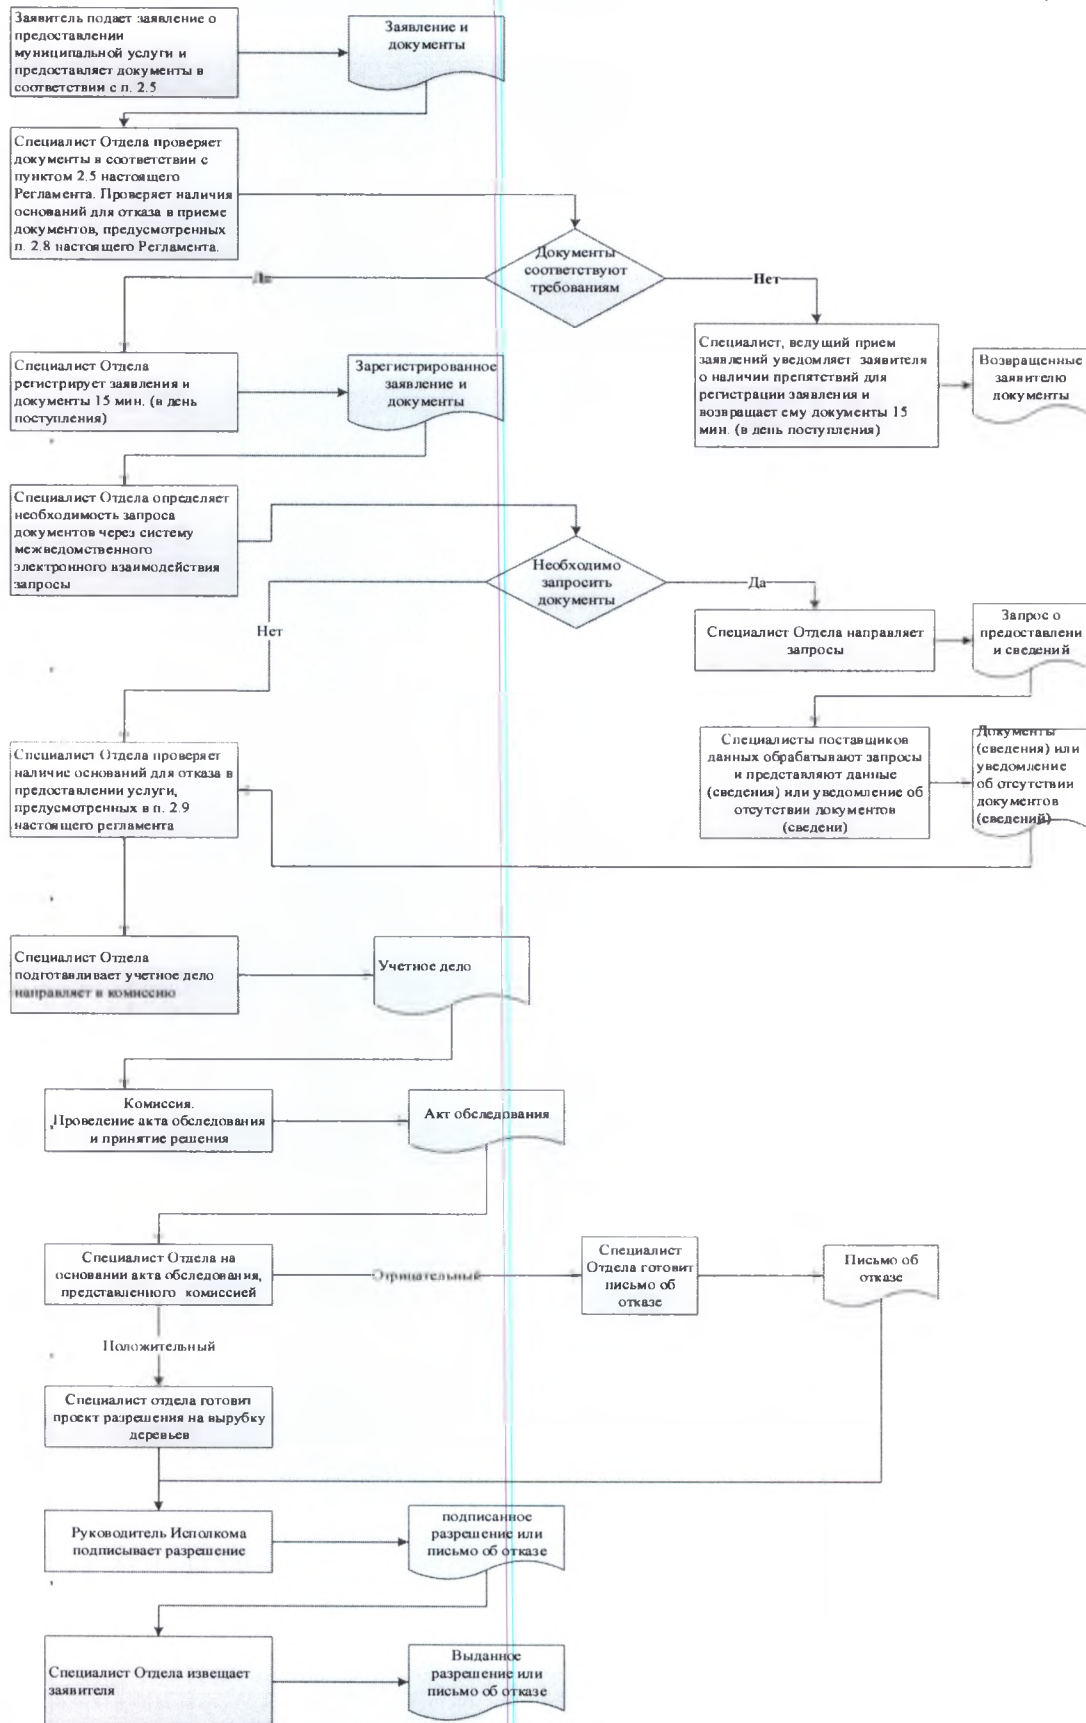 Заявитель подает заявление о
предоставлении
муниципальной услуги и
предоставляет документы в
соответствии с п. 2.5
Заявление и
документы
Специалист Отдела проверяет
документы в соответствии с
пунктом 2.5 настоящего
Регламента. Проверяет наличия
оснований для отказа в приеме
документов, предусмотренных
п. 2.8 настоящего Регламента.
Документы
соответствуют
требованиям
Да
Нет
Специалист Отдела
регистрирует заявления и
документы 15 мин. (в день
поступления)
Зарегистрированное
заявление и
документы
Специалист, ведущий прием
заявлений уведомляет заявителя
о наличии препятствий для
регистрации заявления и
возвращает ему документы 15
мин. (в день поступления)
Возвращенные
заявителю
документы
Специалист Отдела определяет
необходимость запроса
документов через систему
межведомственного
электронного взаимодействия
запросы
Необходимо
запросить
документы
Да
Нет
Специалист Отдела направляет
запросы
Запрос о
предоставлени
и сведений
Специалист Отдела проверяет
наличие оснований для отказа в
предоставлении услуги,
предусмотренных в п. 2.9
настоящего регламента
Специалисты поставщиков
данных обрабатывают запросы
и представляют данные
(сведения) или уведомление об
отсутствии документов
(сведени)
Документы
(сведения) или
уведомление
об отсутствии
документов
(сведений)
Специалист Отдела
подготавливает учетное дело
направляет в комиссию
Учетное дело
Комиссия.
Проведение акта обследования
и принятие решения
Акт обследования
Специалист Отдела на
основании акта обследования,
представленного комиссией
Отрицательный
Специалист
Отдела готовит
письмо об
отказе
Письмо об
отказе
Положительный
Специалист отдела готовит
проект разрешения на вырубку
деревьев
Руководитель Исполкома
подписывает разрешение
подписанное
разрешение или
письмо об отказе
Специалист Отдела извещает
заявителя
Выданное
разрешение или
письмо об отказе